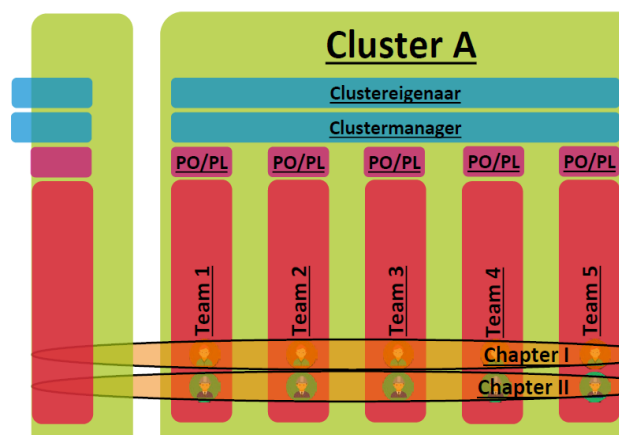 Cluster A
Clustereigenaar
Clustermanager
PO/PL PO/PL PO/PL PO/PL PO/PL
Team 1 Team 2 Team 3 Team 4 Team 5
Chapter I
Chapter II